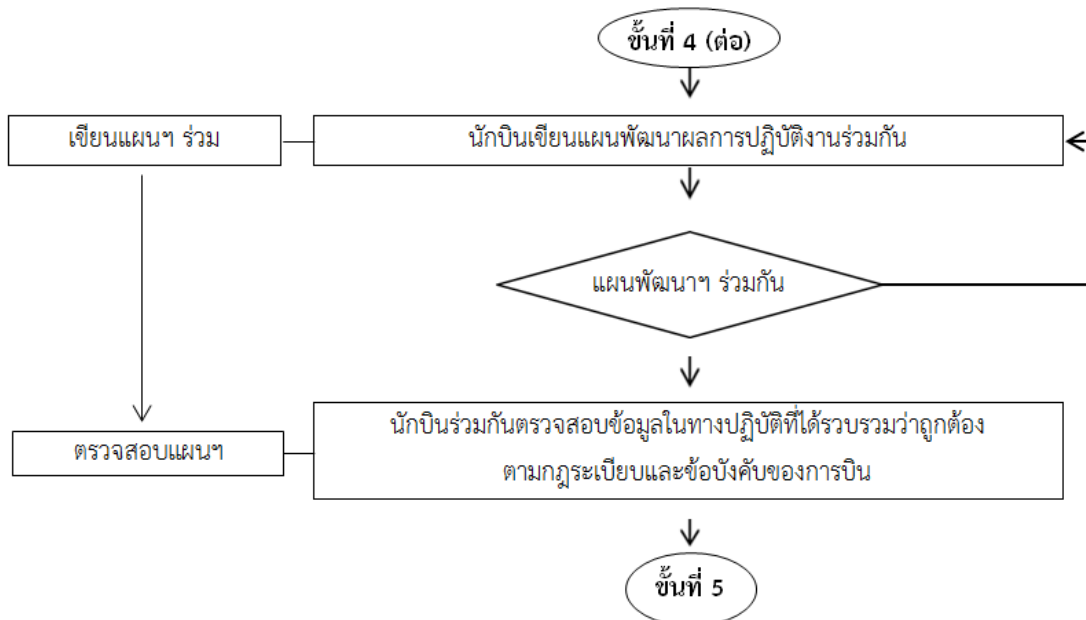 ขั้นที่ 4 (ต่อ)
เขียนแผนฯ ร่วม
นักบินเขียนแผนพัฒนาผลการปฏิบัติงานร่วมกัน
แผนพัฒนาฯ ร่วมกัน
ตรวจสอบแผนฯ
นักบินร่วมกันตรวจสอบข้อมูลในทางปฏิบัติที่ได้รวบรวมว่าถูกต้อง
ตามกฎระเบียบและข้อบังคับของการบิน
ขั้นที่ 5